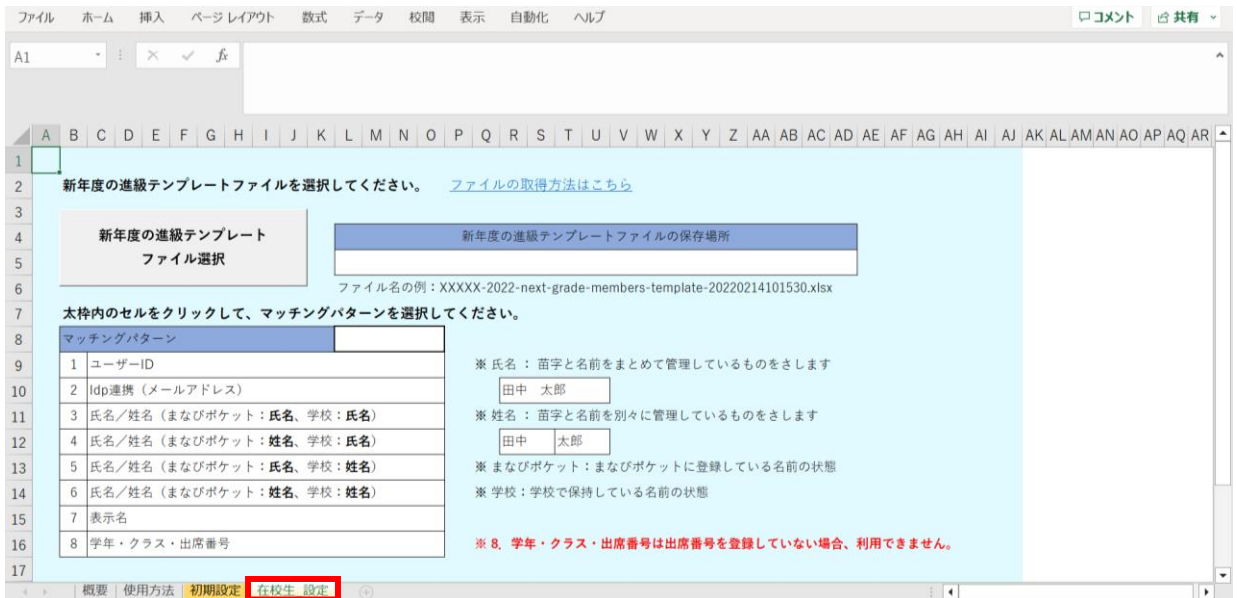 ファイル ホーム 挿入 ページ レイアウト 数式 データ 校閲 表示 自動化 ヘルプ コメント 共有
A1 fx
A B C D E F G H I J K L M N O P Q R S T U V W X Y Z AA AB AC AD AE AF AG AH AI AJ AK AL AM AN AO AP AQ AR
1
2 新年度の進級テンプレートファイルを選択してください。 ファイルの取得方法はこちら
3
4 新年度の進級テンプレート 新年度の進級テンプレートファイルの保存場所
5 ファイル選択
6 ファイル名の例：XXXXX-2022-next-grade-members-template-20220214101530.xlsx
7 太枠内のセルをクリックして、マッチングパターンを選択してください。
8 マッチングパターン
9 1 ユーザーID ※ 氏名 ： 苗字と名前をまとめて管理しているものをさします
10 2 Idp連携（メールアドレス） 田中 太郎
11 3 氏名／姓名（まなびポケット：氏名、学校：氏名） ※ 姓名 ： 苗字と名前を別々に管理しているものをさします
12 4 氏名／姓名（まなびポケット：姓名、学校：氏名） 田中 太郎
13 5 氏名／姓名（まなびポケット：氏名、学校：姓名） ※ まなびポケット：まなびポケットに登録している名前の状態
14 6 氏名／姓名（まなびポケット：姓名、学校：姓名） ※ 学校：学校で保持している名前の状態
15 7 表示名
16 8 学年・クラス・出席番号 ※ 8．学年・クラス・出席番号は出席番号を登録していない場合、利用できません。
17
概要 使用方法 初期設定 在校生_設定